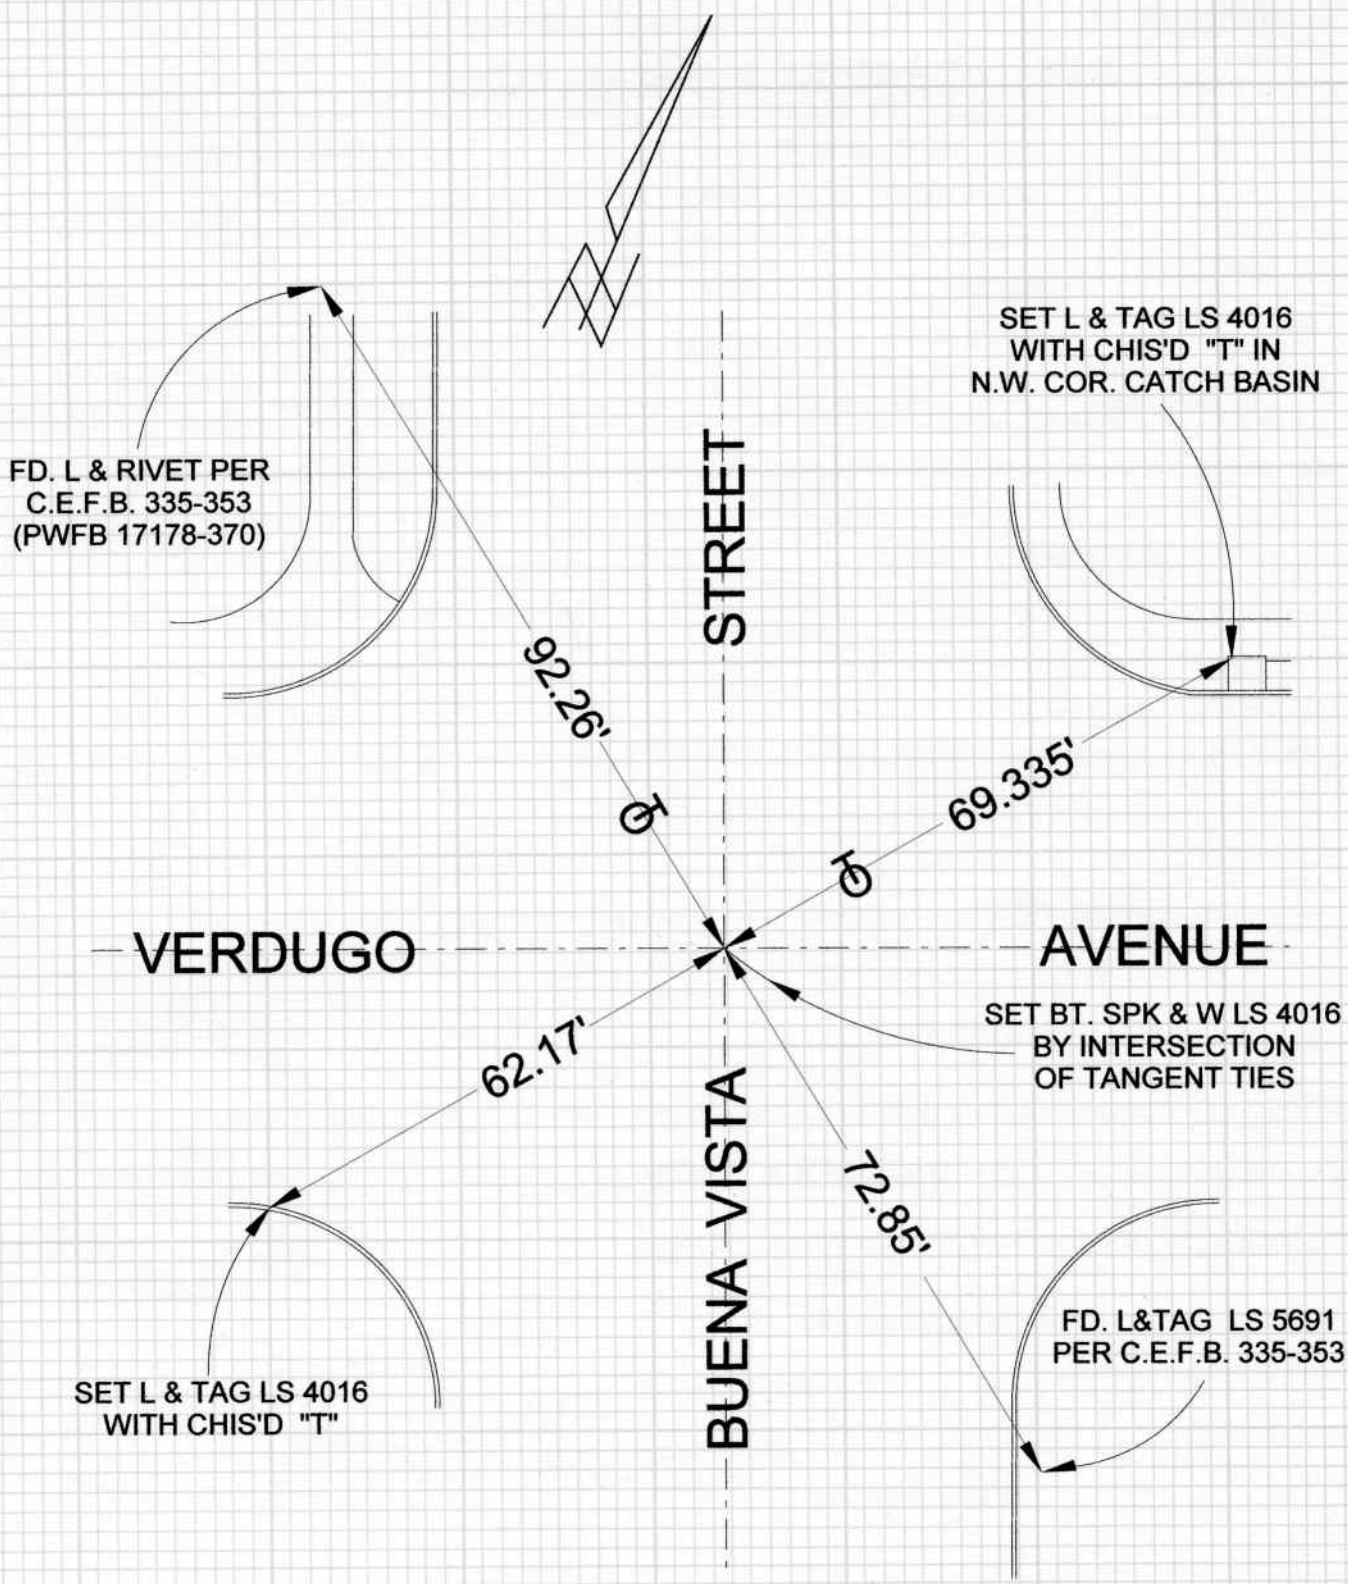 SET L & TAG LS 4016
WITH CHIS'D "T" IN
N.W. COR. CATCH BASIN
FD. L & RIVET PER
C.E.F.B. 335-353
(PWFB 17178-370)
STREET
92.26'
69.335'
VERDUGO
AVENUE
SET BT. SPK & W LS 4016
BY INTERSECTION
OF TANGENT TIES
62.17'
BUENA VISTA
72.85'
FD. L&TAG LS 5691
PER C.E.F.B. 335-353
SET L & TAG LS 4016
WITH CHIS'D "T"